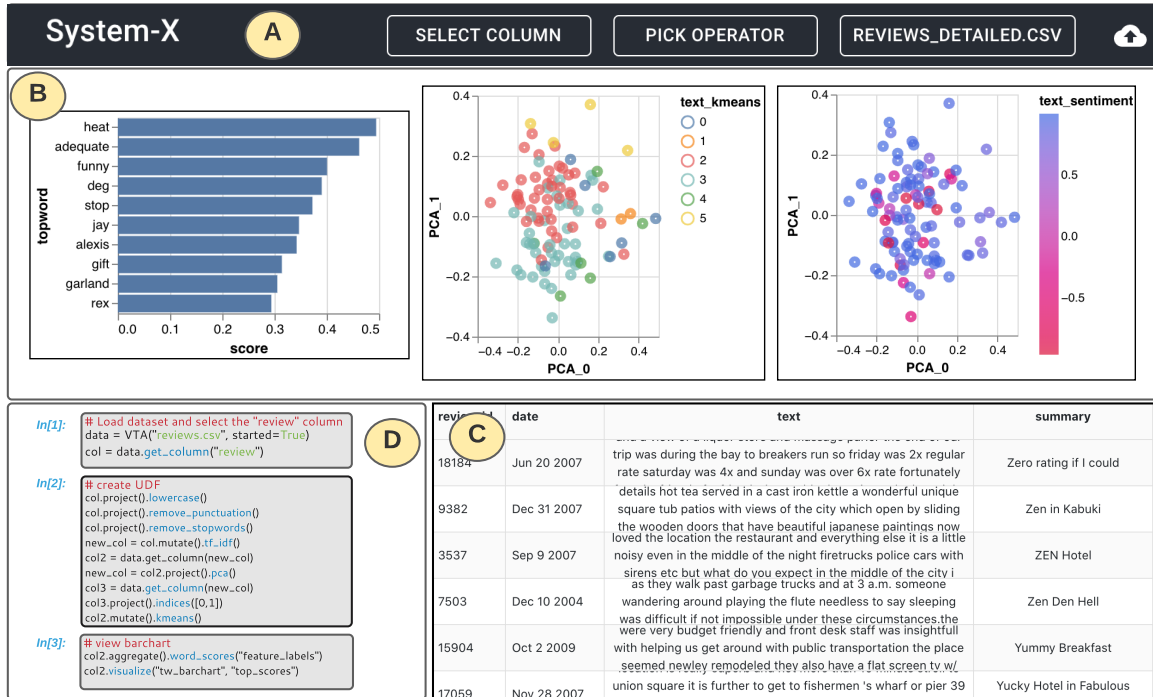 System-X
A
SELECT COLUMN
PICK OPERATOR
REVIEWS_DETAILED.CSV
B
topword
heat
adequate
funny
deg
stop
jay
alexis
gift
garland
rex
0.0 0.1 0.2 0.3 0.4 0.5
score
PCA_1
0.4
0.2
0.0
−0.2
−0.4
−0.4 −0.2 0.0 0.2 0.4
PCA_0
text_kmeans
0
1
2
3
4
5
PCA_1
0.4
0.2
0.0
−0.2
−0.4
−0.4 −0.2 0.0 0.2 0.4
PCA_0
text_sentiment
0.5
0.0
−0.5
D
In[1]:
# Load dataset and select the "review" column
data = VTA("reviews.csv", started=True)
col = data.get_column("review")
In[2]:
# create UDF
col.project().lowercase()
col.project().remove_punctuation()
col.project().remove_stopwords()
new_col = col.mutate().tf_idf()
col2 = data.get_column(new_col)
new_col = col2.project().pca()
col3 = data.get_column(new_col)
col3.project().indices([0,1])
col2.mutate().kmeans()
In[3]:
# view barchart
col2.aggregate().word_scores("feature_labels")
col2.visualize("tw_barchart", "top_scores")
C
date text summary
18184 Jun 20 2007
trip was during the bay to breakers run so friday was 2x regular
rate saturday was 4x and sunday was over 6x rate fortunately
Zero rating if I could
9382 Dec 31 2007
details hot tea served in a cast iron kettle a wonderful unique
square tub patios with views of the city which open by sliding
the wooden doors that have beautiful japanese paintings now
Zen in Kabuki
3537 Sep 9 2007
loved the location the restaurant and everything else it is a little
noisy even in the middle of the night firetrucks police cars with
sirens etc but what do you expect in the middle of the city i
ZEN Hotel
7503 Dec 10 2004
as they walk past garbage trucks and at 3 a.m. someone
wandering around playing the flute needless to say sleeping
was difficult if not impossible under these circumstances.the
Zen Den Hell
15904 Oct 2 2009
were very budget friendly and front desk staff was insightfull
with helping us get around with public transportation the place
seemed newley remodeled they also have a flat screen tv w/
Yummy Breakfast
17059 Nov 28 2007
union square it is further to get to fishermen 's wharf or pier 39
Yucky Hotel in Fabulous